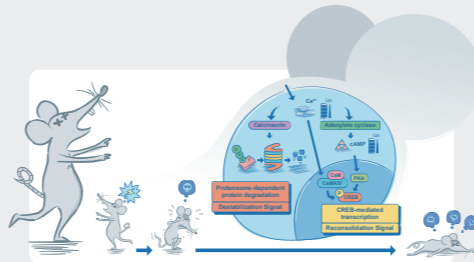 Ca²⁺
Calcineurin
Adenylate cyclase
cAMP
CaM
CaMKIV
PKA
P
CREB
Proteasome-dependent
protein degradation
Destabilization Signal
CREB-mediated
transcription
Reconsolidation Signal